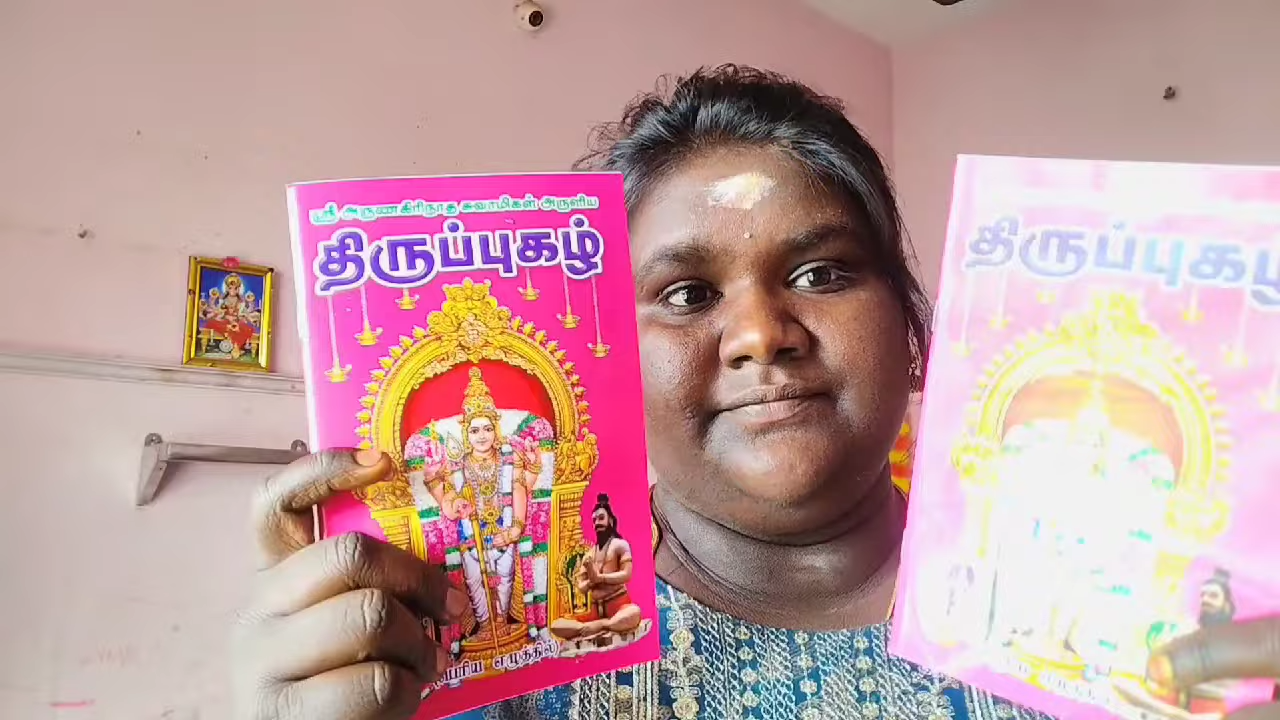 ஸ்ரீ அருணகிரிநாத சுவாமிகள் அருளிய
திருப்புகழ்
எழுத்தில்
திருப்புகழ்